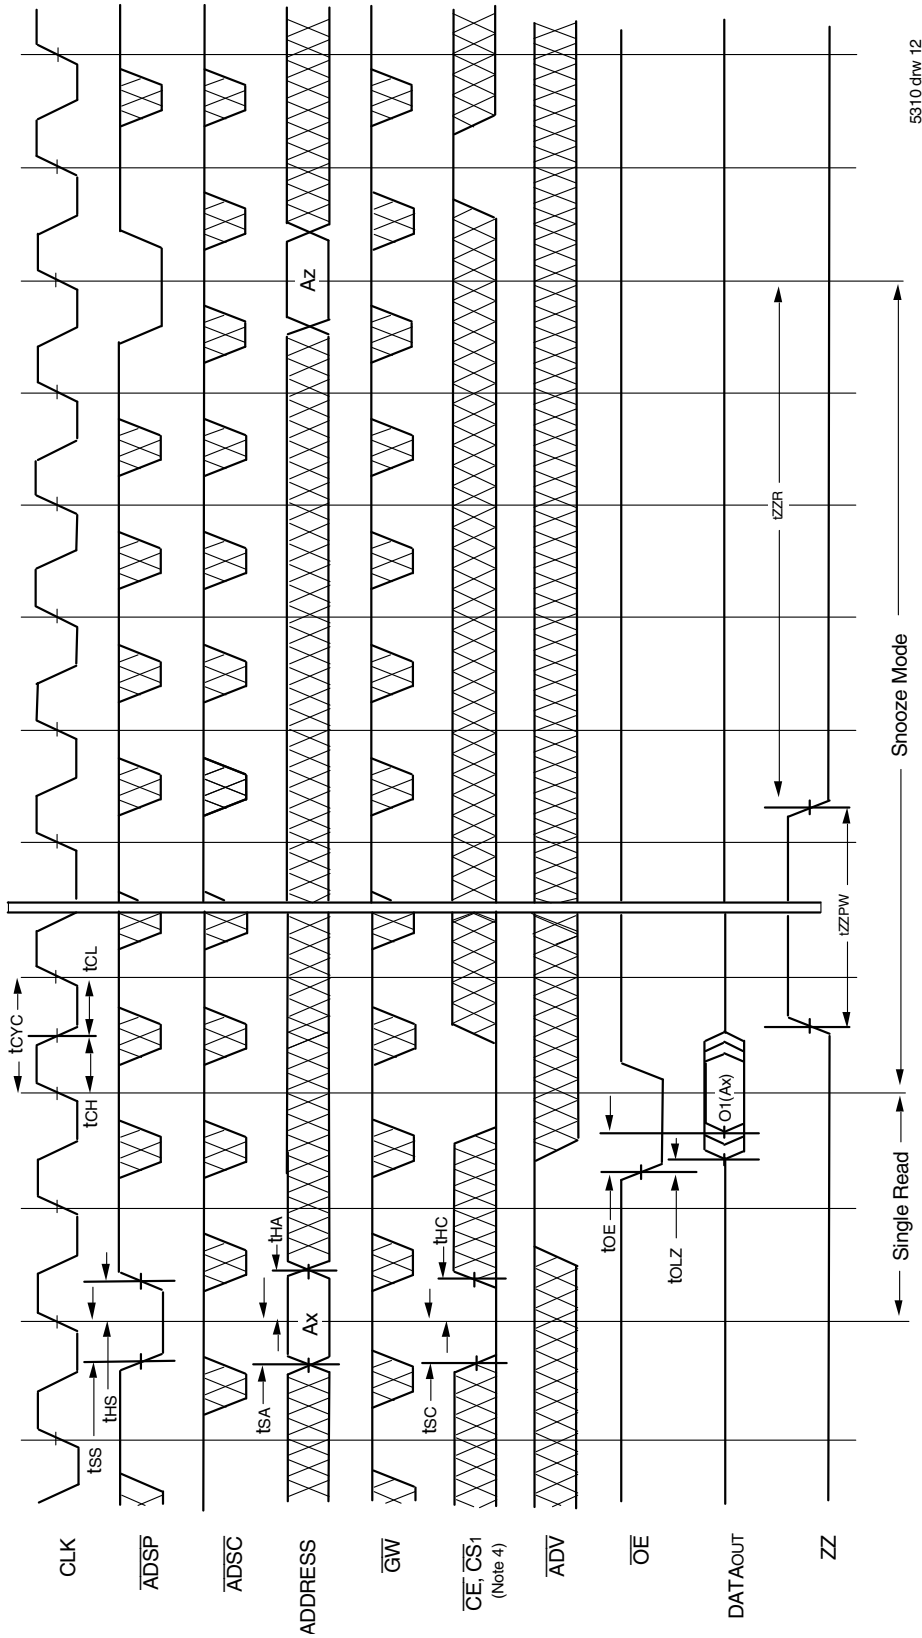 tCYC
tSS
tHS
tCH
tCL
CLK
ADSP
ADSC
tSA
tHA
ADDRESS
Ax
Az
GW
tSC
tHC
CE, CS1
(Note 4)
ADV
OE
tOE
tOLZ
DATAOUT
O1(Ax)
tZZR
ZZ
tZZPW
Single Read
Snooze Mode
5310 drw 12